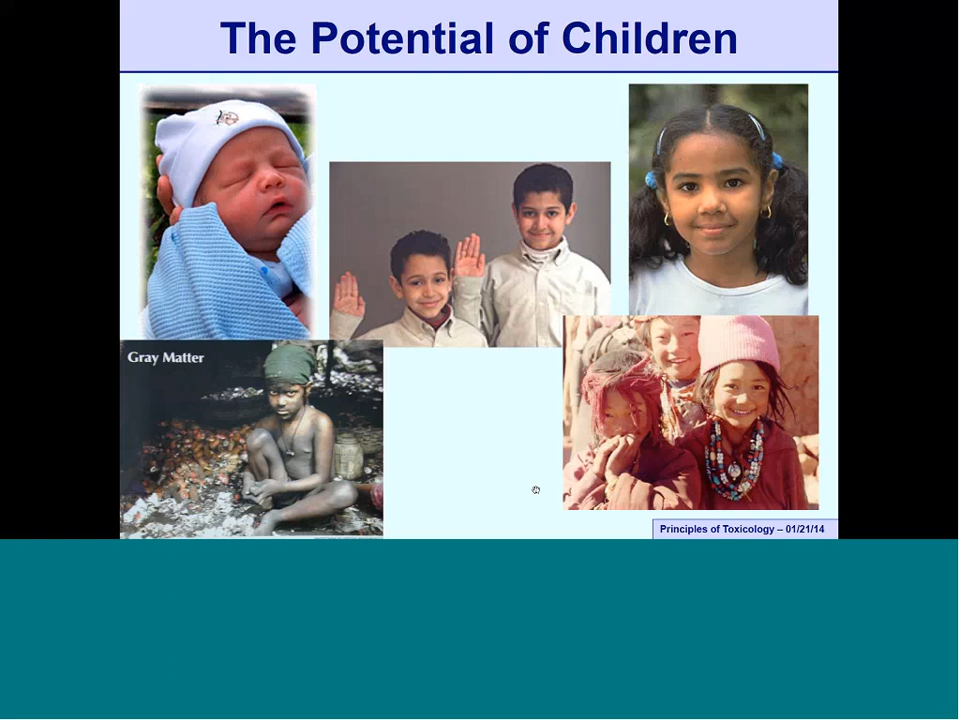 The Potential of Children
Gray Matter
Principles of Toxicology – 01/21/14